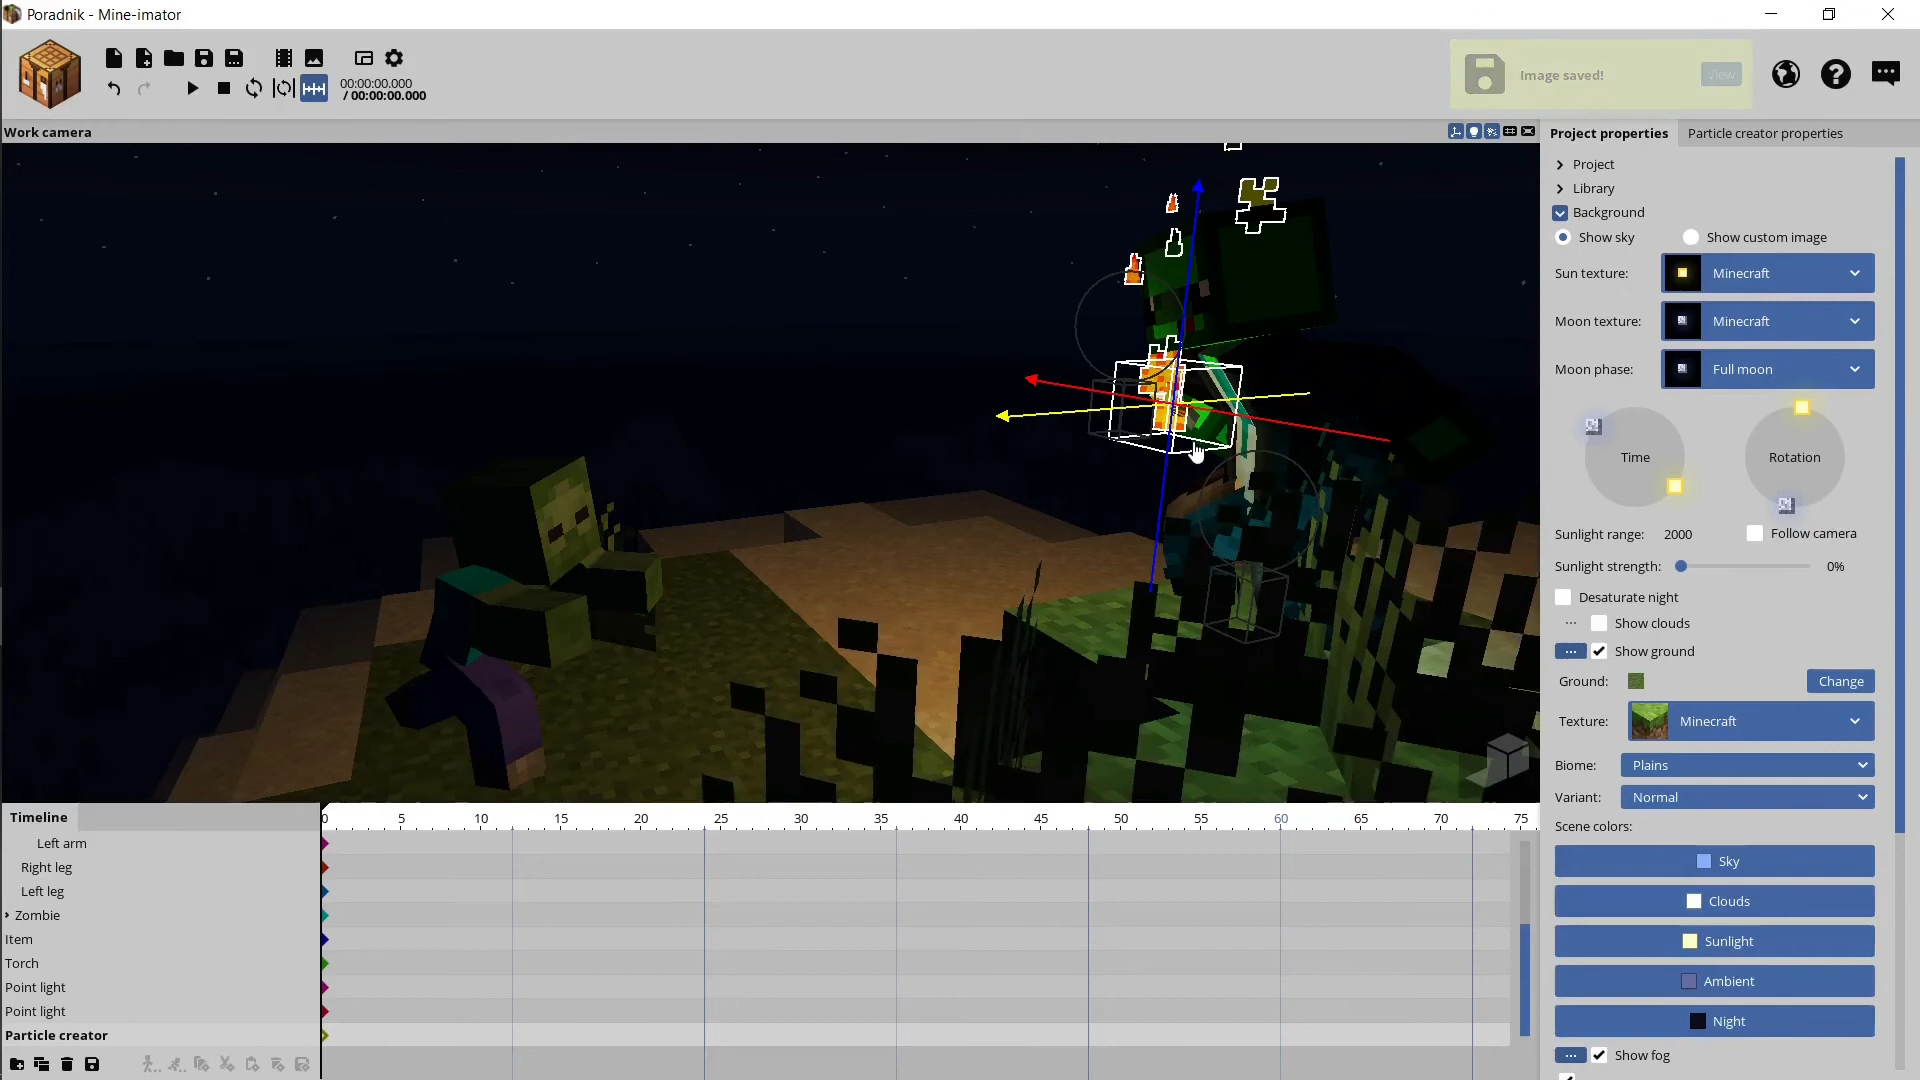 Poradnik - Mine-imator
00:00:00.000
/ 00:00:00.000
Image saved!
View
Work camera
Project properties
Particle creator properties
Project
Library
Background
Show sky
Show custom image
Sun texture:
Minecraft
Moon texture:
Minecraft
Moon phase:
Full moon
Time
Rotation
Sunlight range:
2000
Follow camera
Sunlight strength:
0%
Desaturate night
Show clouds
Show ground
Ground:
Change
Texture:
Minecraft
Biome:
Plains
Variant:
Normal
Scene colors:
Sky
Clouds
Sunlight
Ambient
Night
Show fog
Timeline
0 5 10 15 20 25 30 35 40 45 50 55 60 65 70 75
Left arm
Right leg
Left leg
Zombie
Item
Torch
Point light
Point light
Particle creator